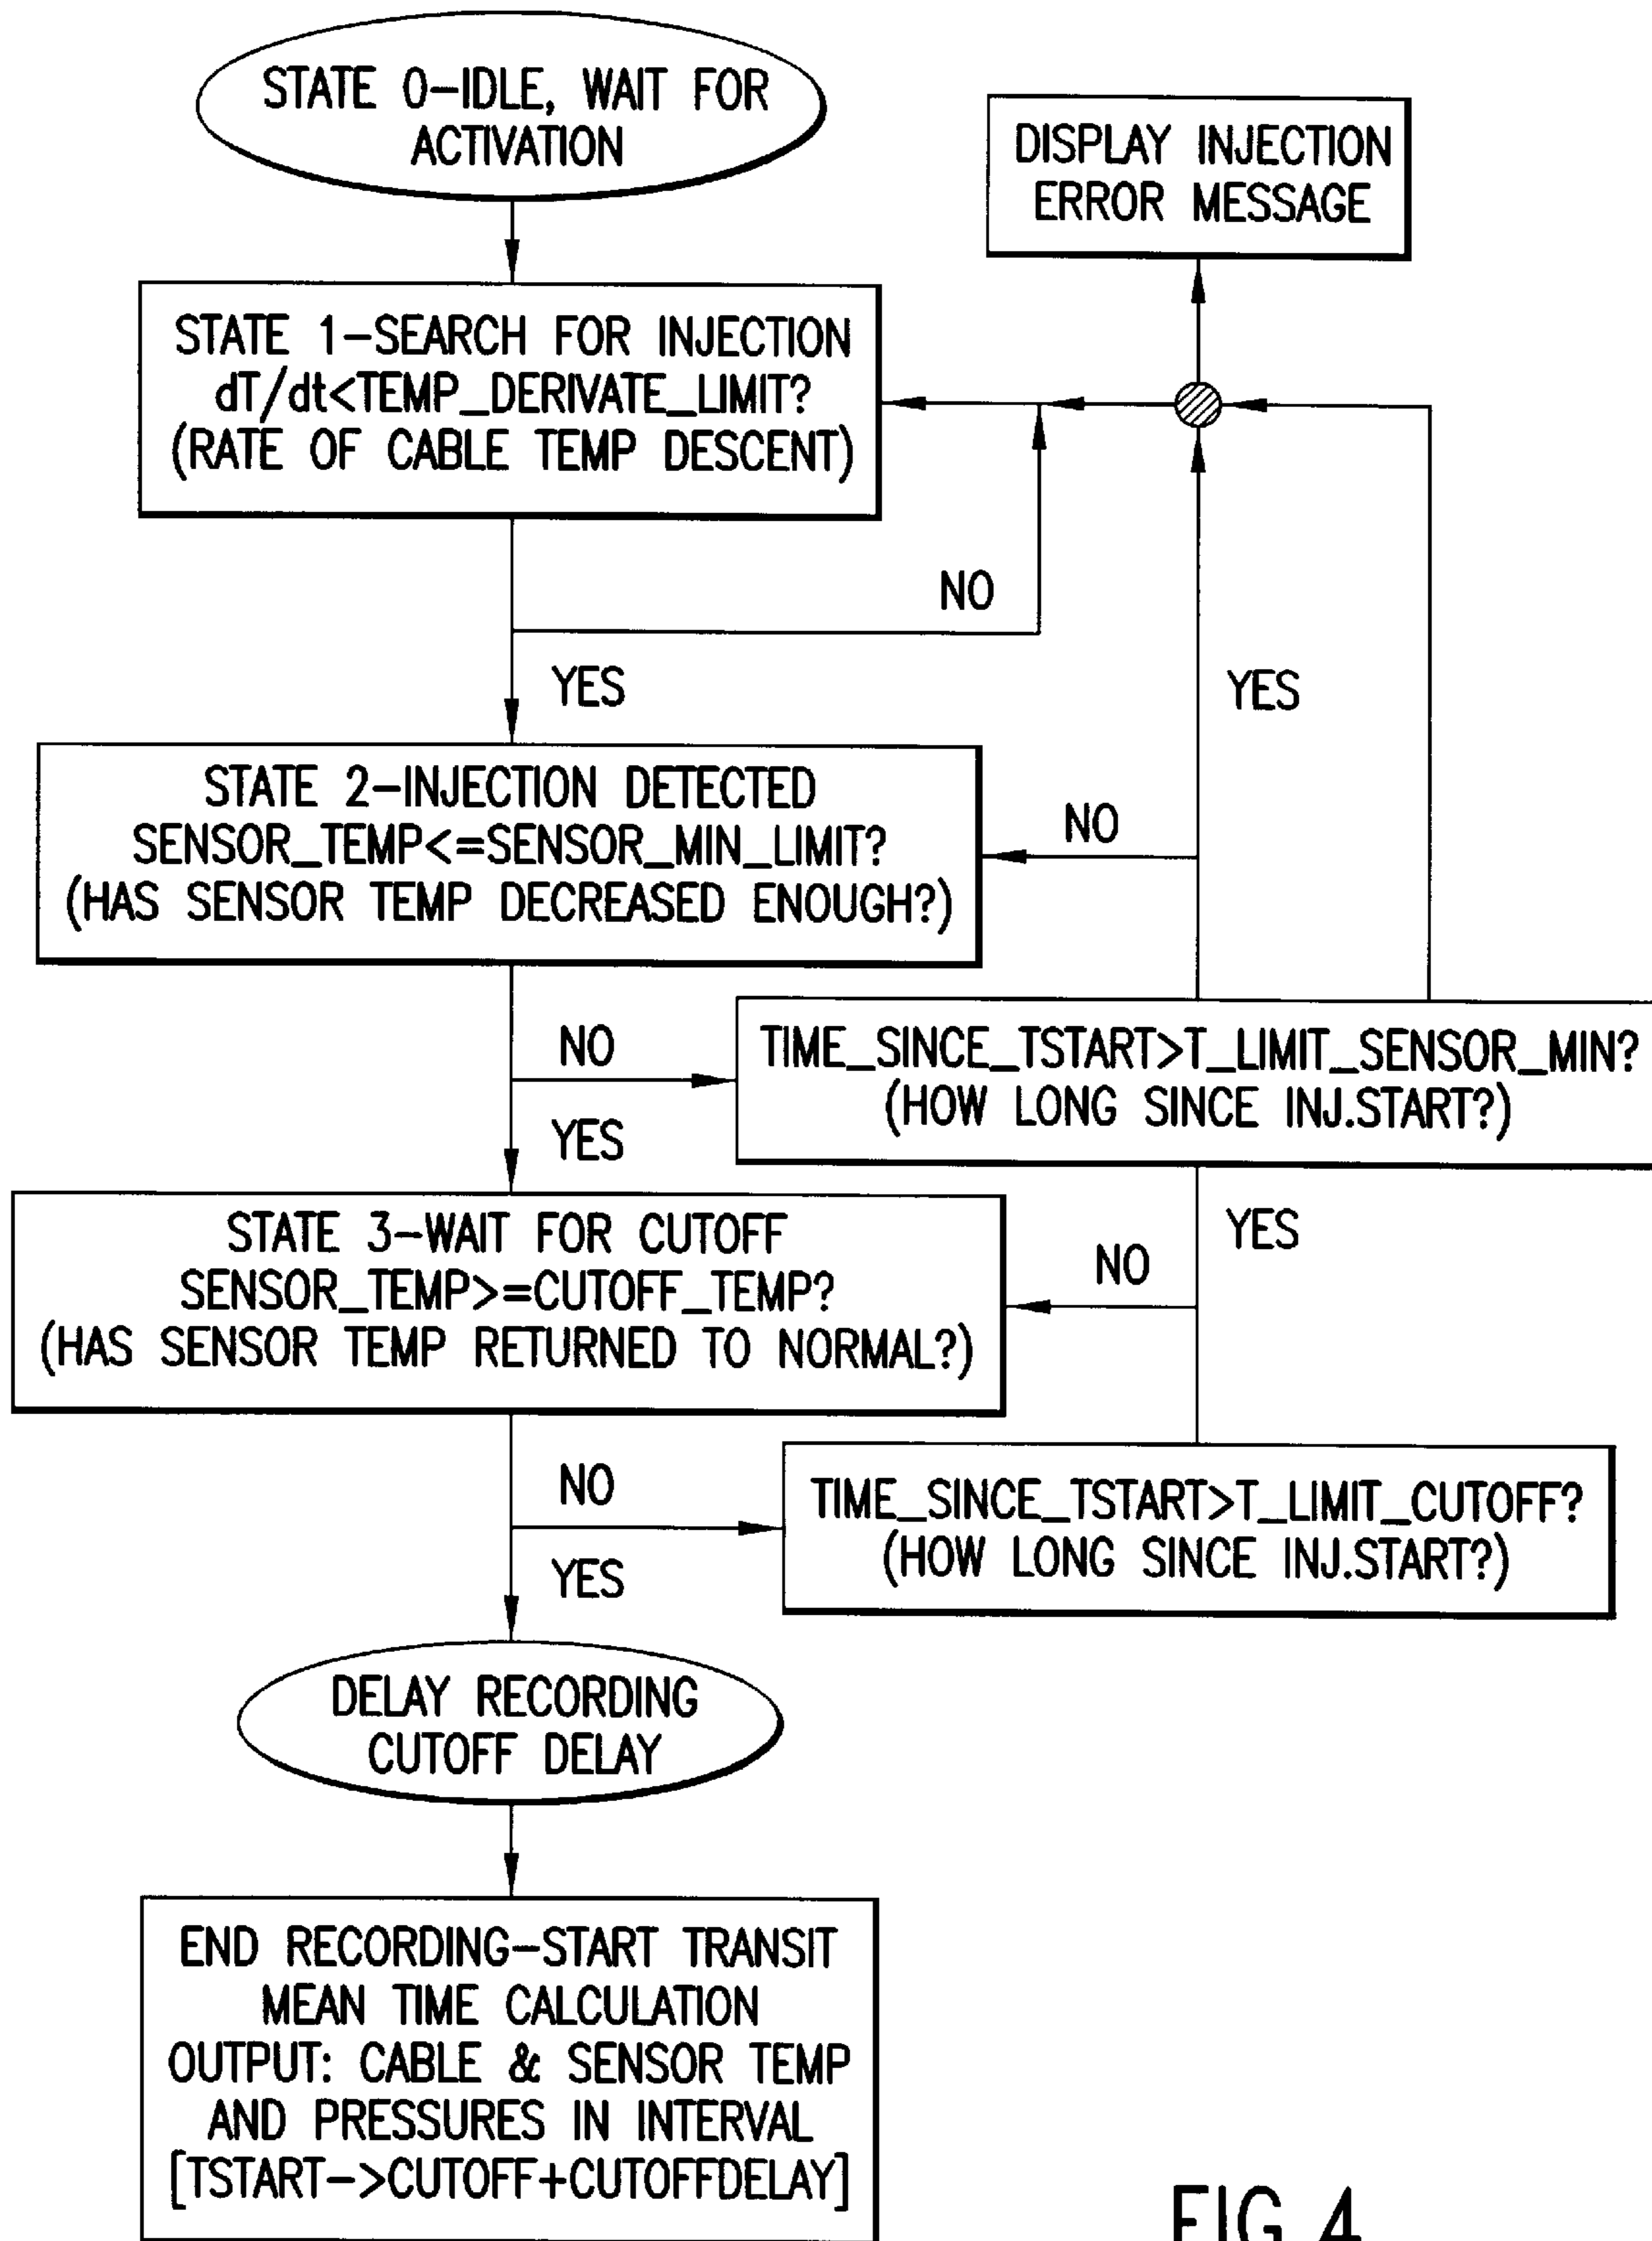 STATE 0-IDLE, WAIT FOR
ACTIVATION
DISPLAY INJECTION
ERROR MESSAGE
STATE 1-SEARCH FOR INJECTION
dT/dt<TEMP_DERIVATE_LIMIT?
(RATE OF CABLE TEMP DESCENT)
NO
YES
YES
STATE 2-INJECTION DETECTED
SENSOR_TEMP<=SENSOR_MIN_LIMIT?
(HAS SENSOR TEMP DECREASED ENOUGH?)
NO
NO
YES
TIME_SINCE_TSTART>T_LIMIT_SENSOR_MIN?
(HOW LONG SINCE INJ.START?)
STATE 3-WAIT FOR CUTOFF
SENSOR_TEMP>=CUTOFF_TEMP?
(HAS SENSOR TEMP RETURNED TO NORMAL?)
YES
NO
NO
YES
TIME_SINCE_TSTART>T_LIMIT_CUTOFF?
(HOW LONG SINCE INJ.START?)
DELAY RECORDING
CUTOFF DELAY
END RECORDING-START TRANSIT
MEAN TIME CALCULATION
OUTPUT: CABLE & SENSOR TEMP
AND PRESSURES IN INTERVAL
[TSTART->CUTOFF+CUTOFFDELAY]
FIG.4